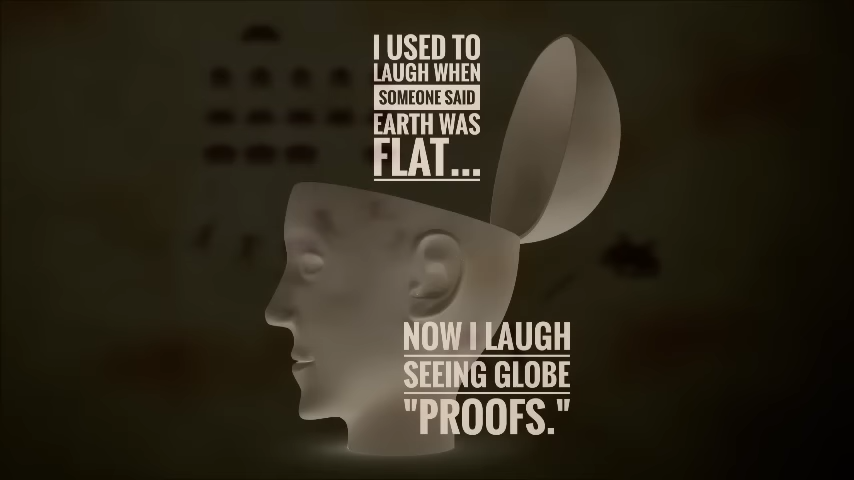 I USED TO
LAUGH WHEN
SOMEONE SAID
EARTH WAS
FLAT...
NOW I LAUGH
SEEING GLOBE
"PROOFS."